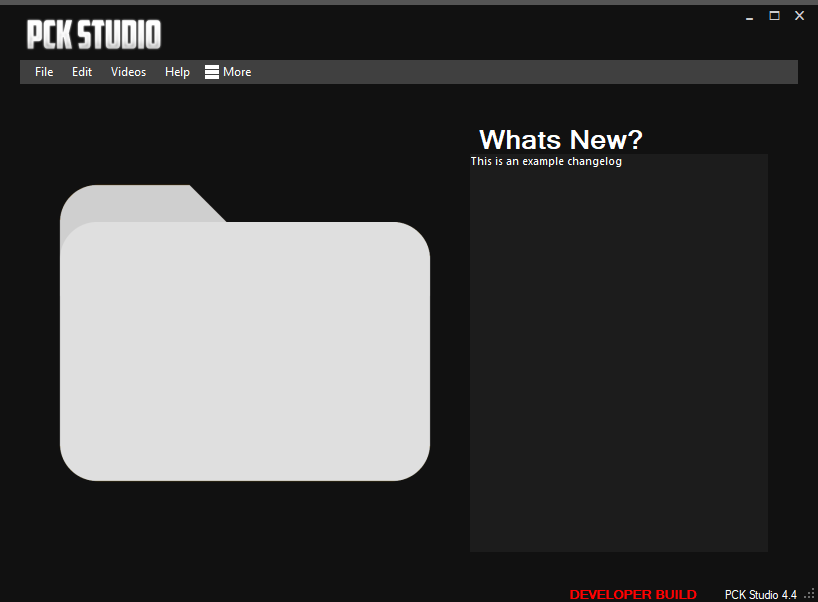 PCK STUDIO
File Edit Videos Help More
Whats New?
This is an example changelog
DEVELOPER BUILD PCK Studio 4.4